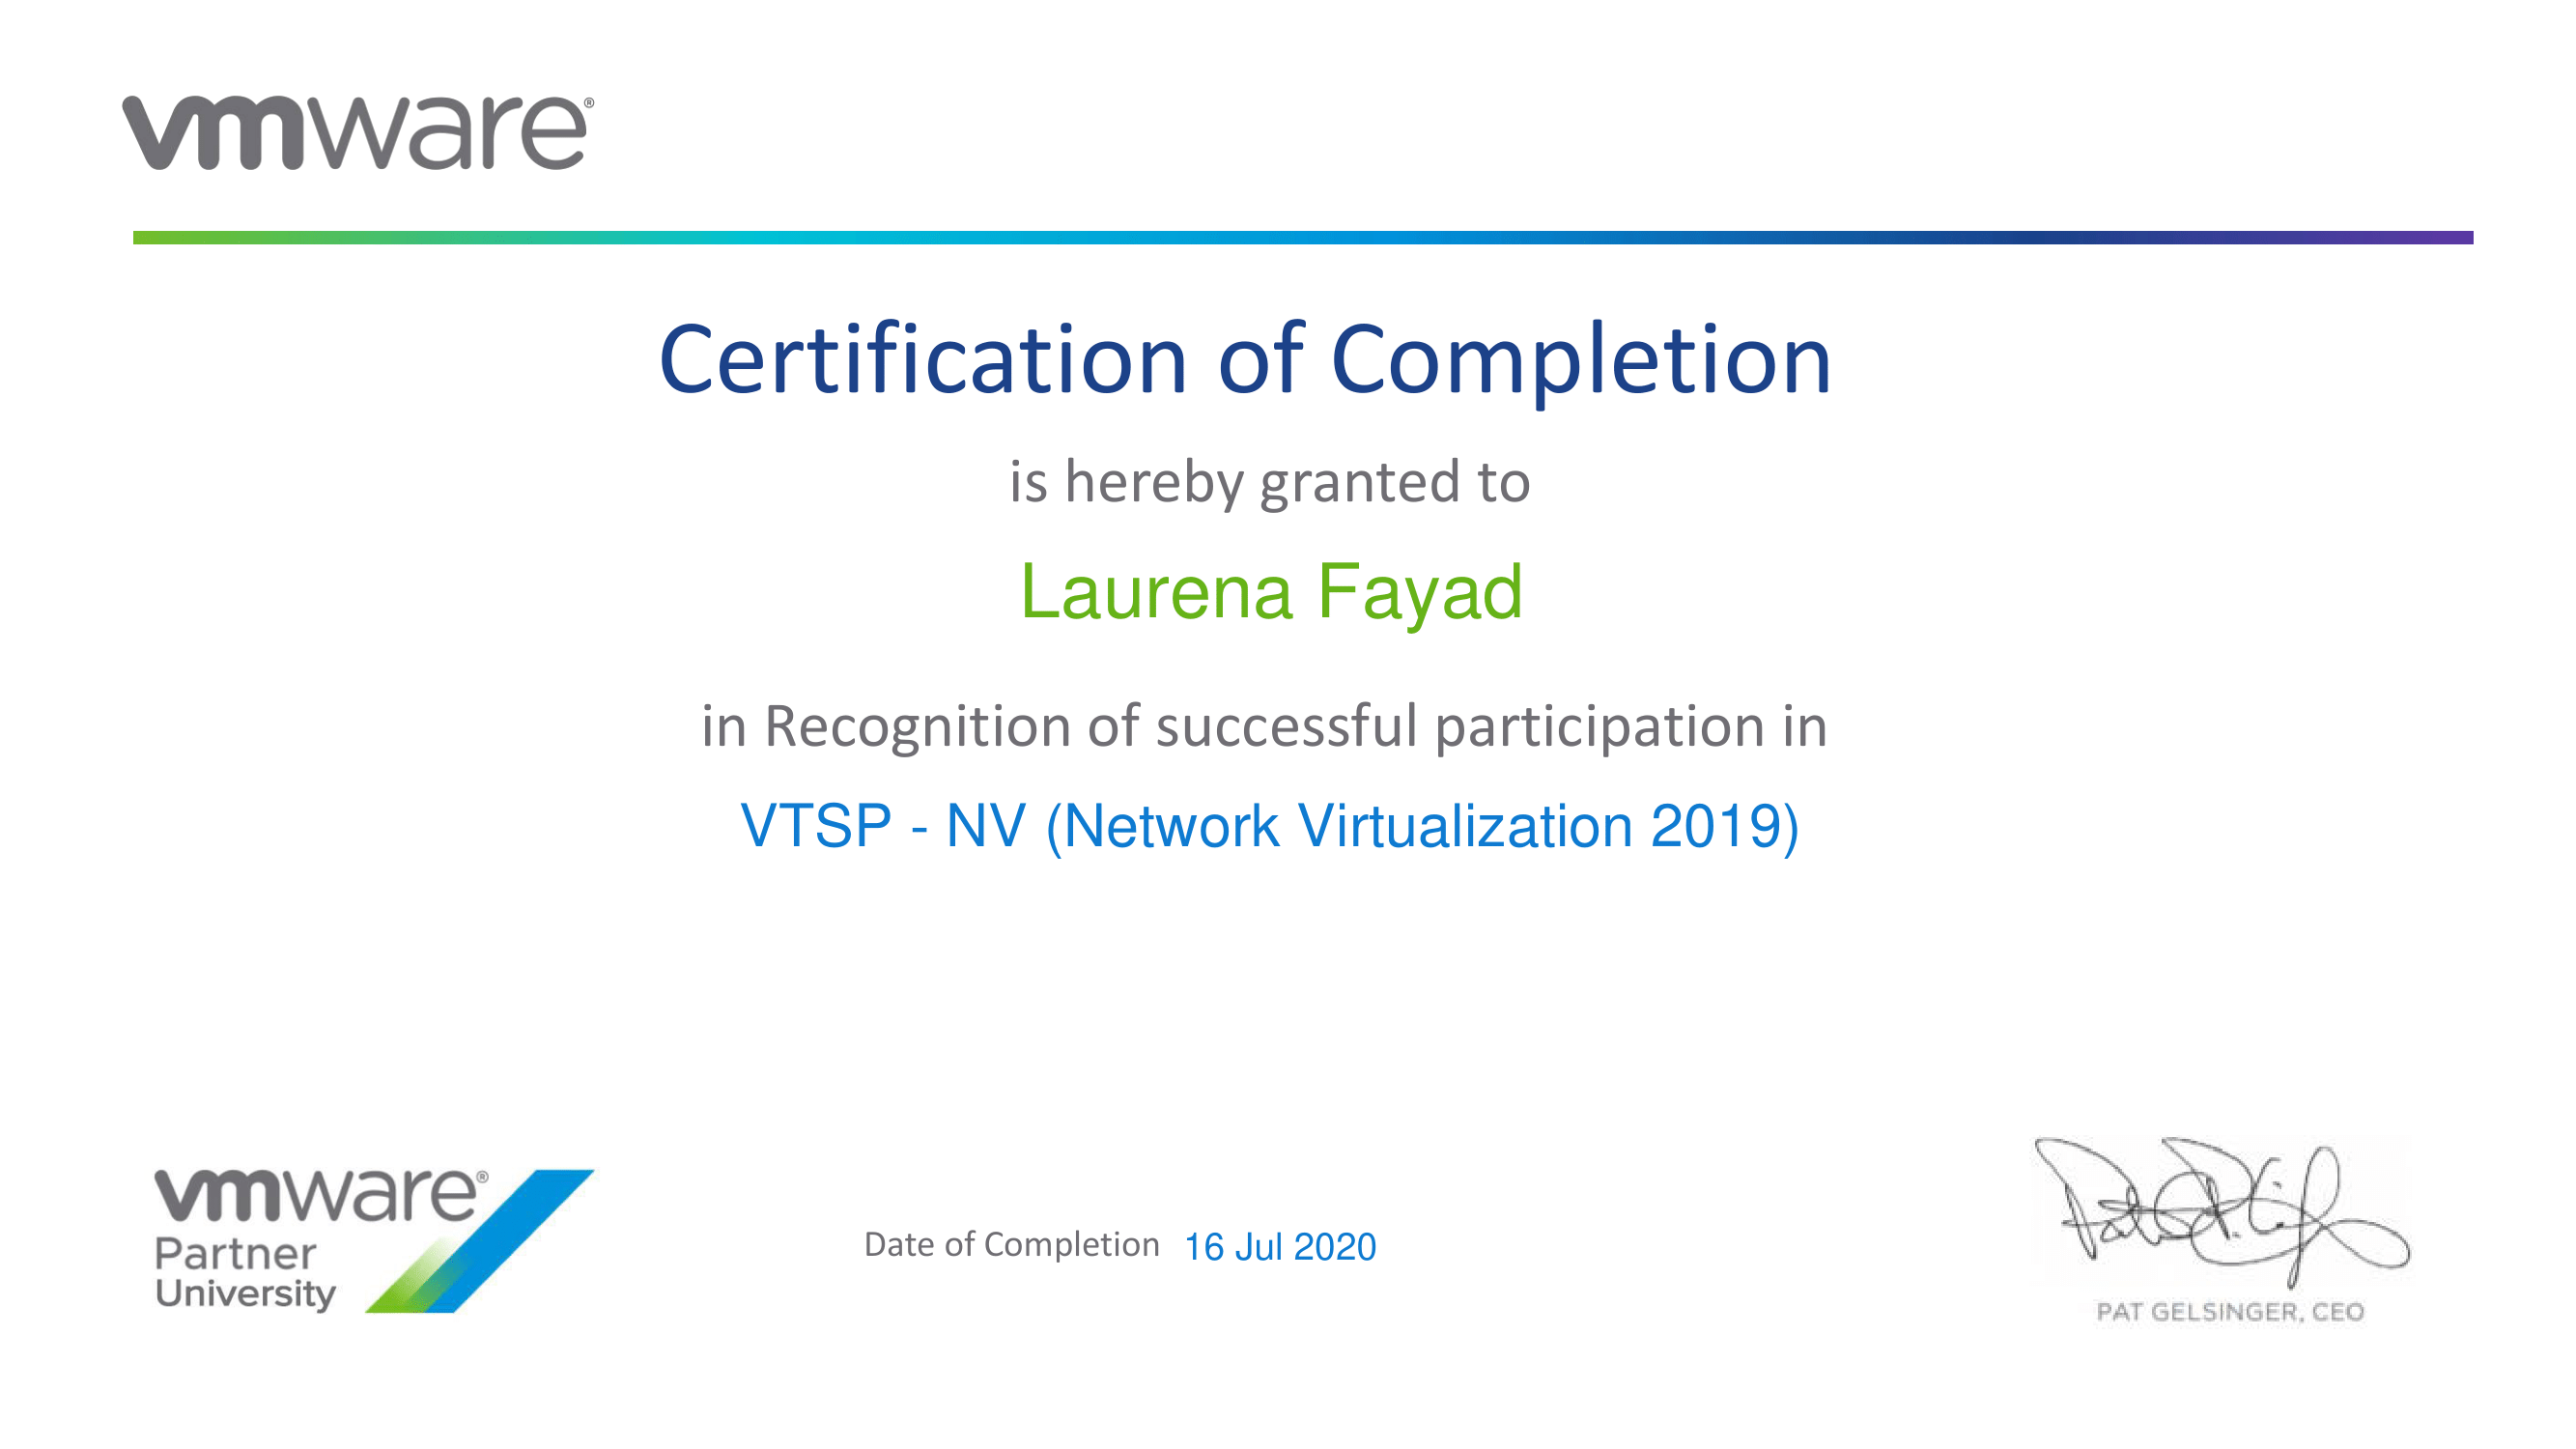 vmware®
Certification of Completion
is hereby granted to
Laurena Fayad
in Recognition of successful participation in
VTSP - NV (Network Virtualization 2019)
vmware®
Partner
University
Date of Completion 16 Jul 2020
PAT GELSINGER, CEO